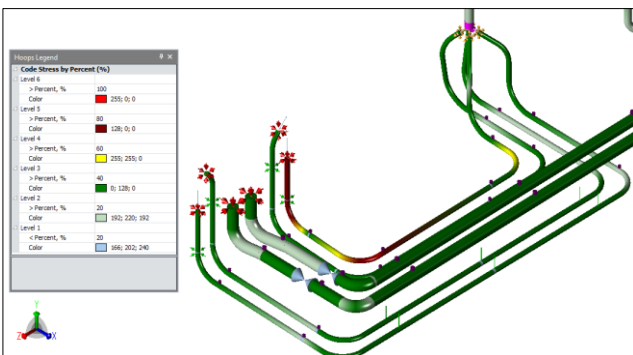 Hoops Legend
Code Stress by Percent (%)
Level 6
> Percent, % 100
Color 255; 0; 0
Level 5
> Percent, % 80
Color 128; 0; 0
Level 4
> Percent, % 60
Color 255; 255; 0
Level 3
> Percent, % 40
Color 0; 128; 0
Level 2
> Percent, % 20
Color 192; 220; 192
Level 1
< Percent, % 20
Color 166; 202; 240
Y
Z
X